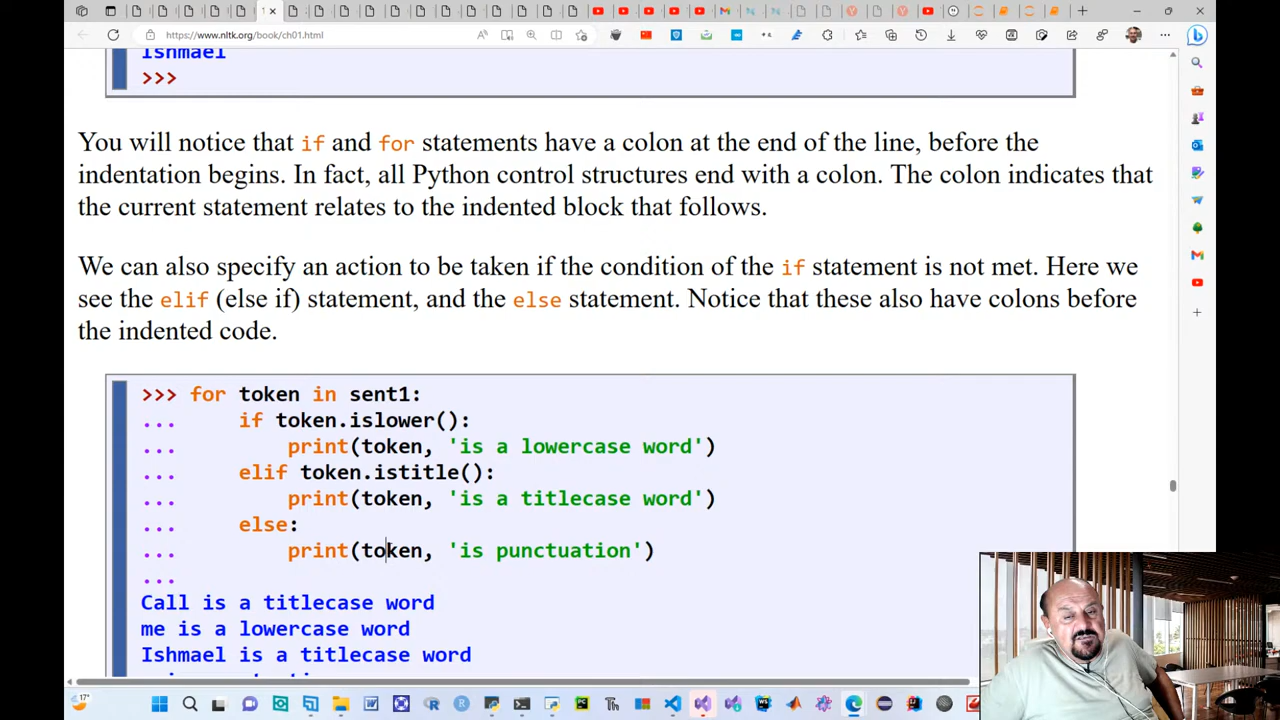 https://www.nltk.org/book/ch01.html
Ishmael
>>>
You will notice that if and for statements have a colon at the end of the line, before the
indentation begins. In fact, all Python control structures end with a colon. The colon indicates that
the current statement relates to the indented block that follows.
We can also specify an action to be taken if the condition of the if statement is not met. Here we
see the elif (else if) statement, and the else statement. Notice that these also have colons before
the indented code.
>>> for token in sent1:
...     if token.islower():
...         print(token, 'is a lowercase word')
...     elif token.istitle():
...         print(token, 'is a titlecase word')
...     else:
...         print(token, 'is punctuation')
...
Call is a titlecase word
me is a lowercase word
Ishmael is a titlecase word
17°